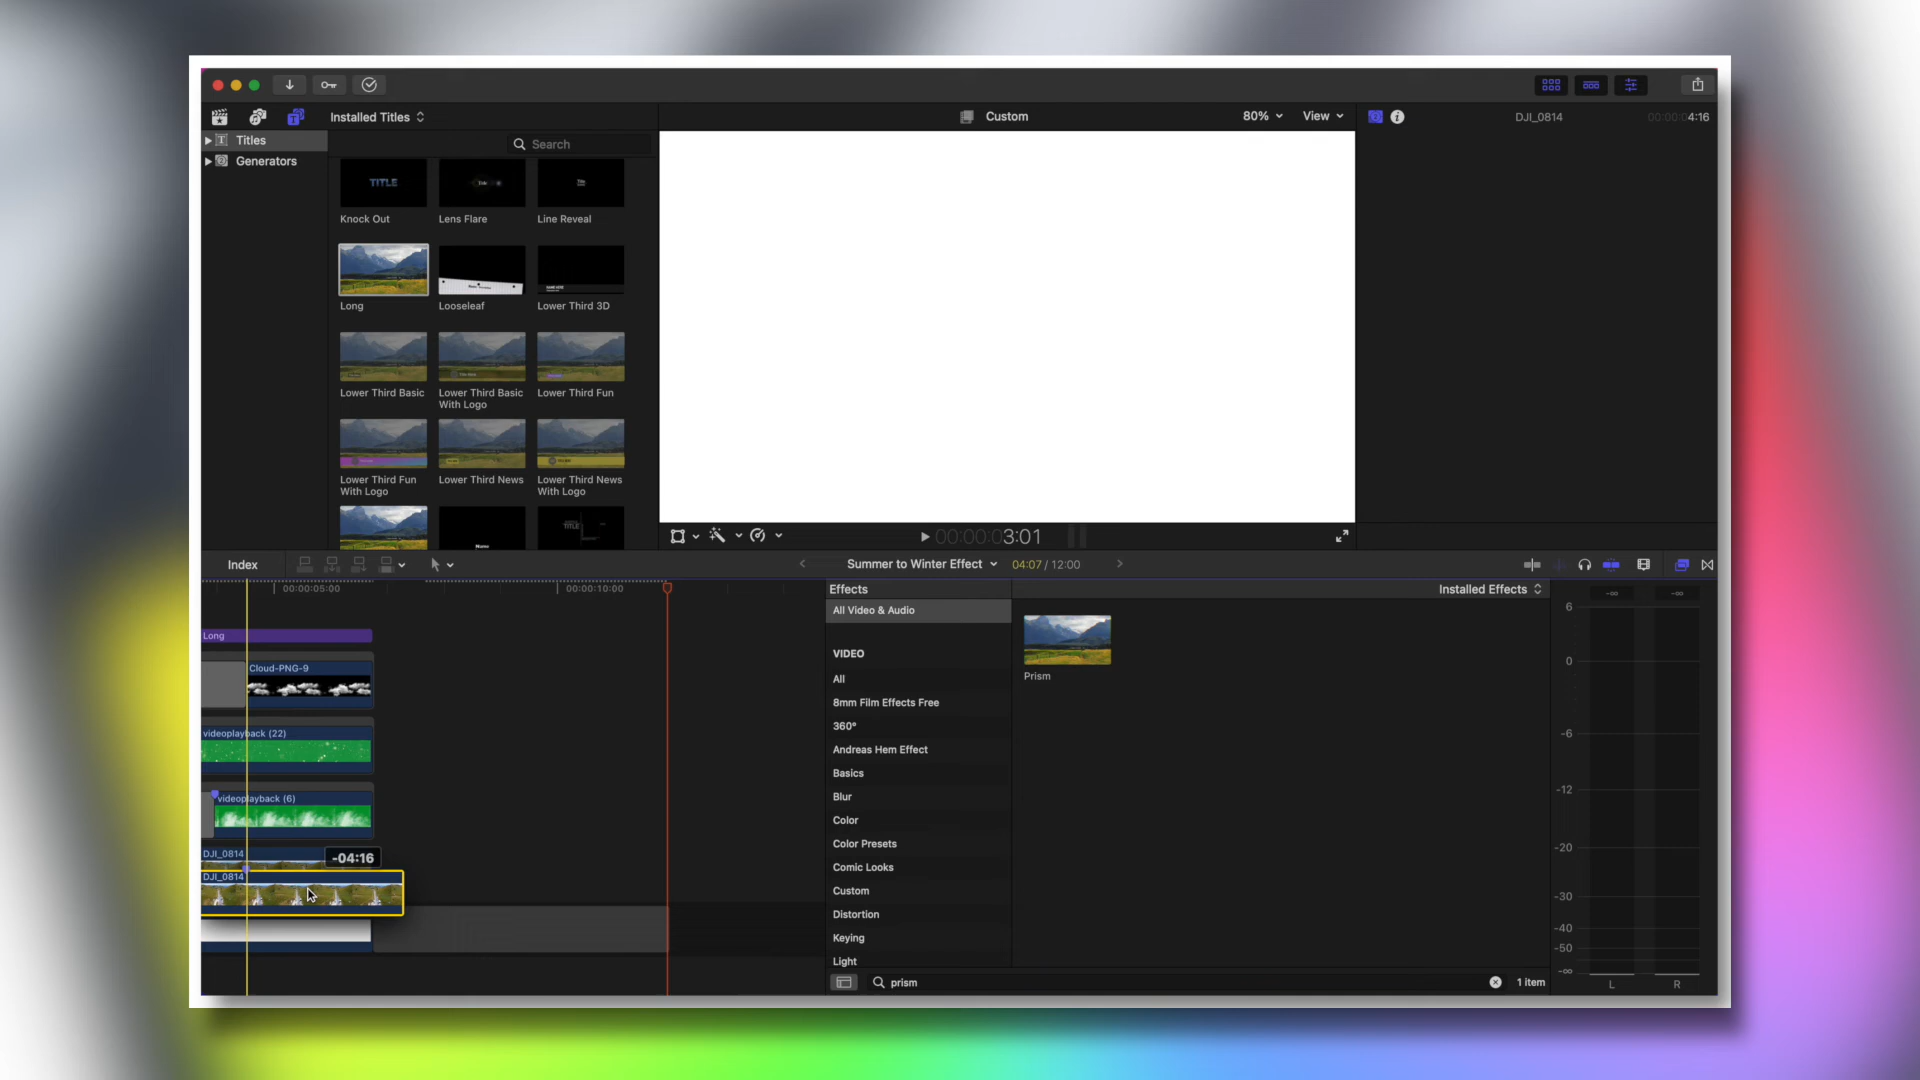 Installed Titles
Custom
80%
View
DJI_0814
00:00:04:16
Titles
Generators
Search
TITLE
Title
Title
Knock Out
Lens Flare
Line Reveal
Long
Looseleaf
Lower Third 3D
Lower Third Basic
Lower Third Basic
With Logo
Lower Third Fun
Lower Third Fun
With Logo
Lower Third News
Lower Third News
With Logo
Name
TITLE
00:00:03:01
Index
Summer to Winter Effect
04:07 / 12:00
00:00:05:00
00:00:10:00
Long
Cloud-PNG-9
videoplayback (22)
videoplayback (6)
DJI_0814
-04:16
DJI_0814
Effects
Installed Effects
All Video & Audio
VIDEO
All
8mm Film Effects Free
360°
Andreas Hem Effect
Basics
Blur
Color
Color Presets
Comic Looks
Custom
Distortion
Keying
Light
Prism
prism
1 item
-∞
-∞
6
0
-6
-12
-20
-30
-40
-50
-∞
L
R